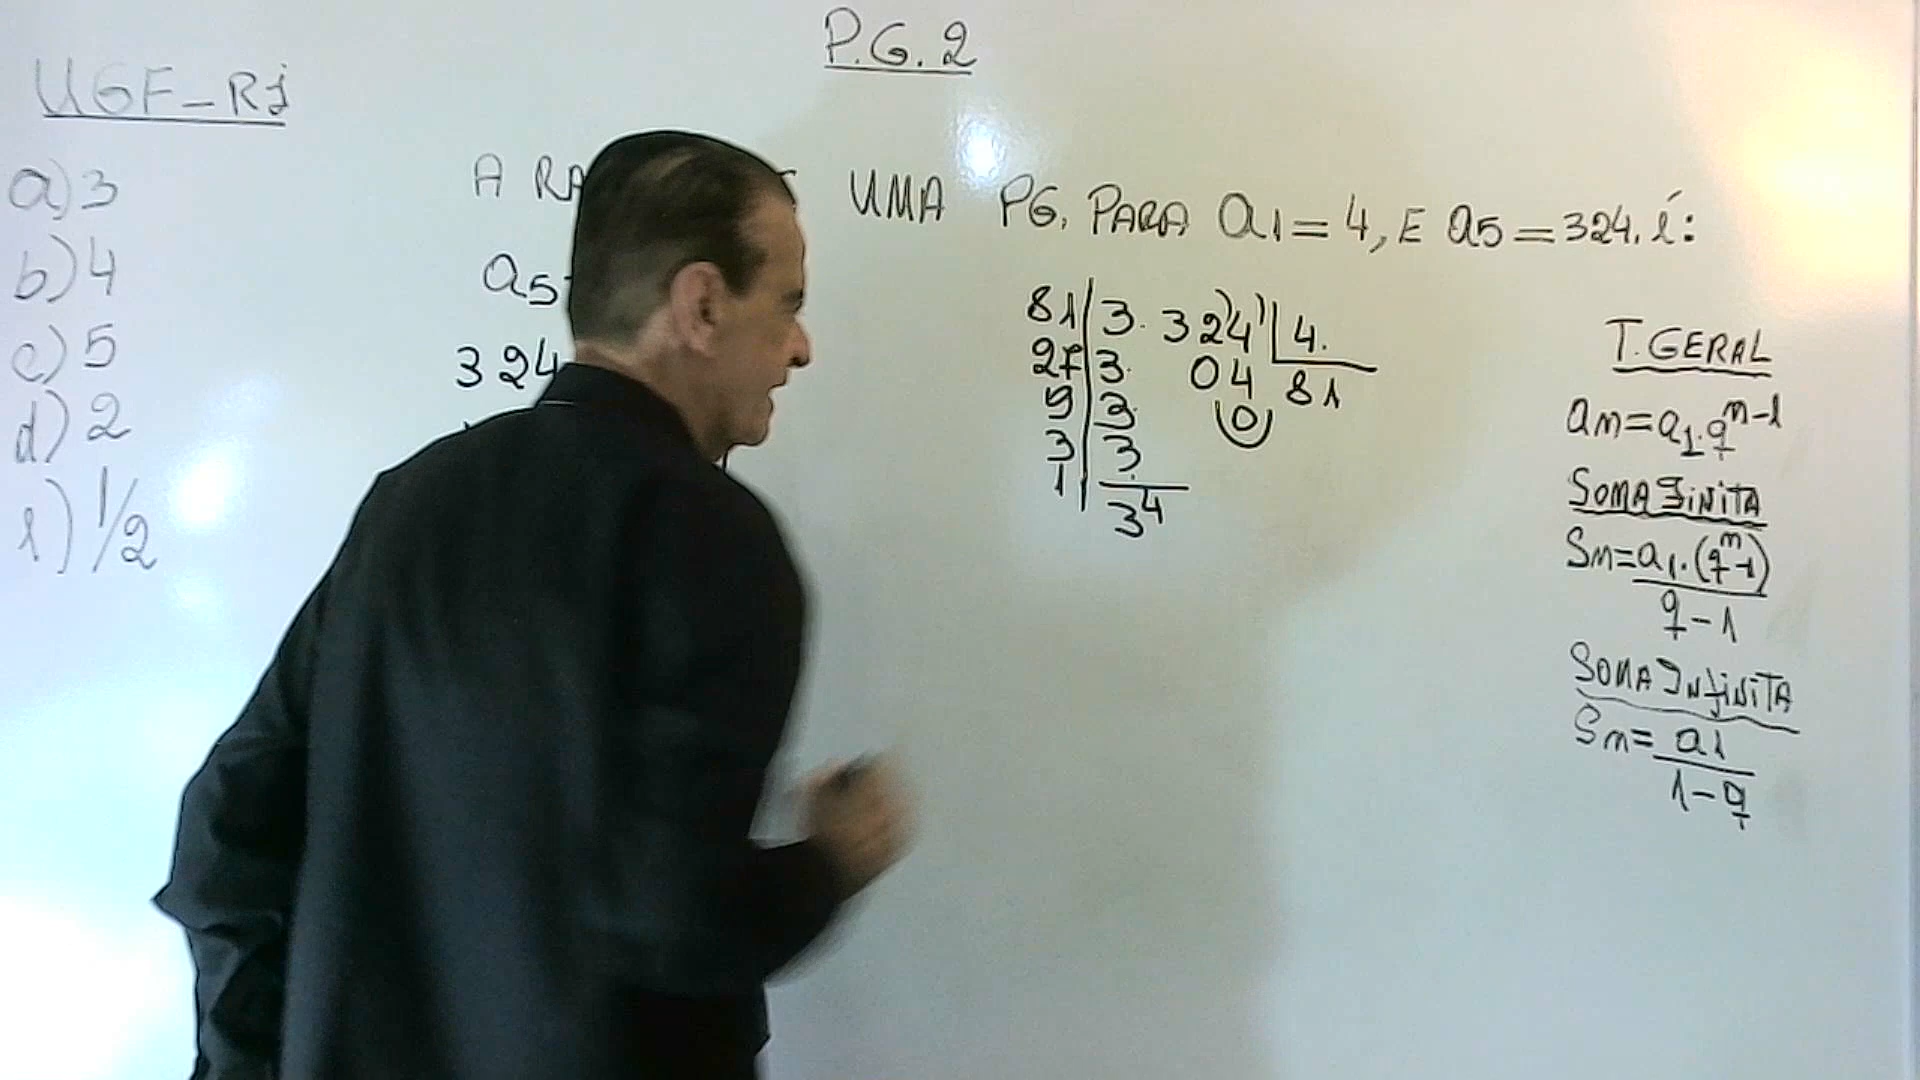 P.G.2
UGF-RJ
a) 3
b) 4
c) 5
d) 2
e) 1/2
A RA UMA PG, PARA a1=4, E a5=324. é:
a5
324
81 | 3
27 | 3
9 | 3
3 | 3
1
3^4
324 | 4
04 81
0
T. GERAL
an=a1.q^n-1
SOMA FINITA
Sn=a1.(q^n-1)
q-1
SOMA INFINITA
Sn=a1
1-q